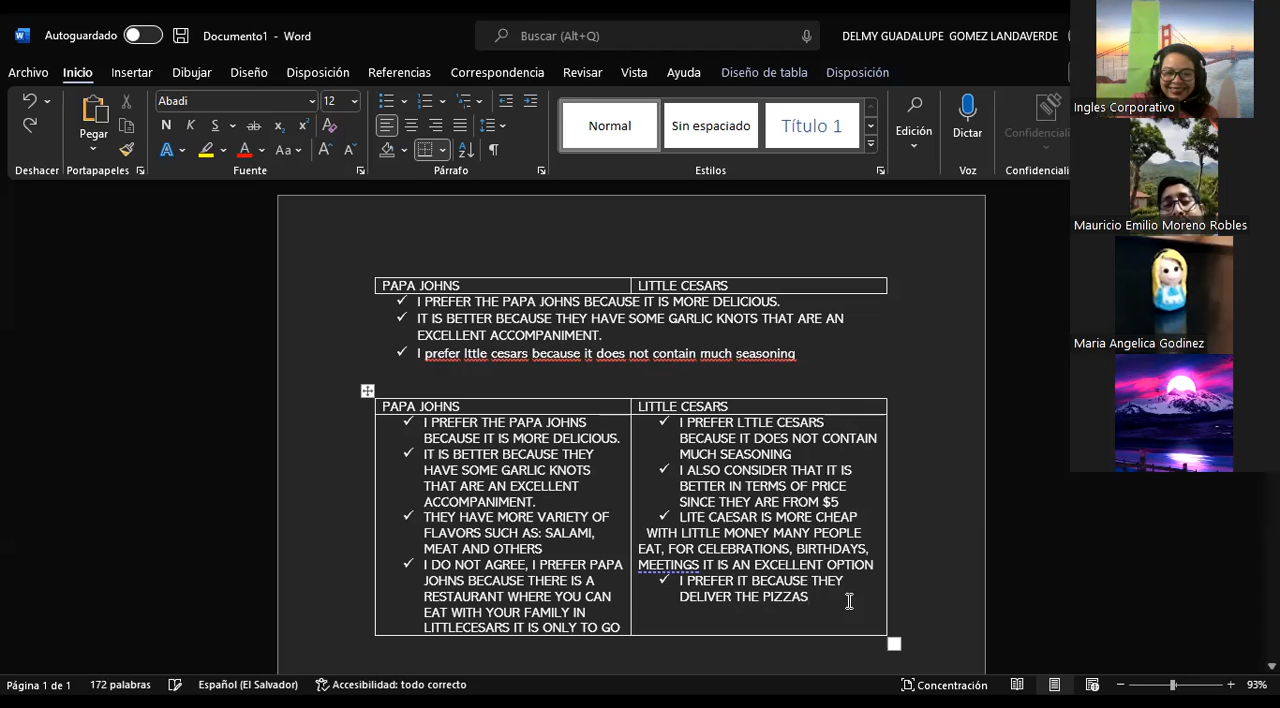 Autoguardado
Documento1 - Word
Buscar (Alt+Q)
DELMY GUADALUPE GOMEZ LANDAVERDE
Archivo Inicio Insertar Dibujar Diseño Disposición Referencias Correspondencia Revisar Vista Ayuda Diseño de tabla Disposición
Pegar
Abadi 12
N K S ab x₂ x²
A A Aa A A
Normal
Sin espaciado
Título 1
Edición
Dictar
Confidencial
Deshacer Portapapeles Fuente Párrafo Estilos Voz Confidenciali
Ingles Corporativo
Mauricio Emilio Moreno Robles
Maria Angelica Godinez
PAPA JOHNS LITTLE CESARS
✓ I PREFER THE PAPA JOHNS BECAUSE IT IS MORE DELICIOUS.
✓ IT IS BETTER BECAUSE THEY HAVE SOME GARLIC KNOTS THAT ARE AN
EXCELLENT ACCOMPANIMENT.
✓ I prefer lttle cesars because it does not contain much seasoning
PAPA JOHNS
✓ I PREFER THE PAPA JOHNS
BECAUSE IT IS MORE DELICIOUS.
✓ IT IS BETTER BECAUSE THEY
HAVE SOME GARLIC KNOTS
THAT ARE AN EXCELLENT
ACCOMPANIMENT.
✓ THEY HAVE MORE VARIETY OF
FLAVORS SUCH AS: SALAMI,
MEAT AND OTHERS
✓ I DO NOT AGREE, I PREFER PAPA
JOHNS BECAUSE THERE IS A
RESTAURANT WHERE YOU CAN
EAT WITH YOUR FAMILY IN
LITTLECESARS IT IS ONLY TO GO
LITTLE CESARS
✓ I PREFER LTTLE CESARS
BECAUSE IT DOES NOT CONTAIN
MUCH SEASONING
✓ I ALSO CONSIDER THAT IT IS
BETTER IN TERMS OF PRICE
SINCE THEY ARE FROM $5
✓ LITE CAESAR IS MORE CHEAP
WITH LITTLE MONEY MANY PEOPLE
EAT, FOR CELEBRATIONS, BIRTHDAYS,
MEETINGS IT IS AN EXCELLENT OPTION
✓ I PREFER IT BECAUSE THEY
DELIVER THE PIZZAS
Página 1 de 1 172 palabras Español (El Salvador) Accesibilidad: todo correcto Concentración 93%